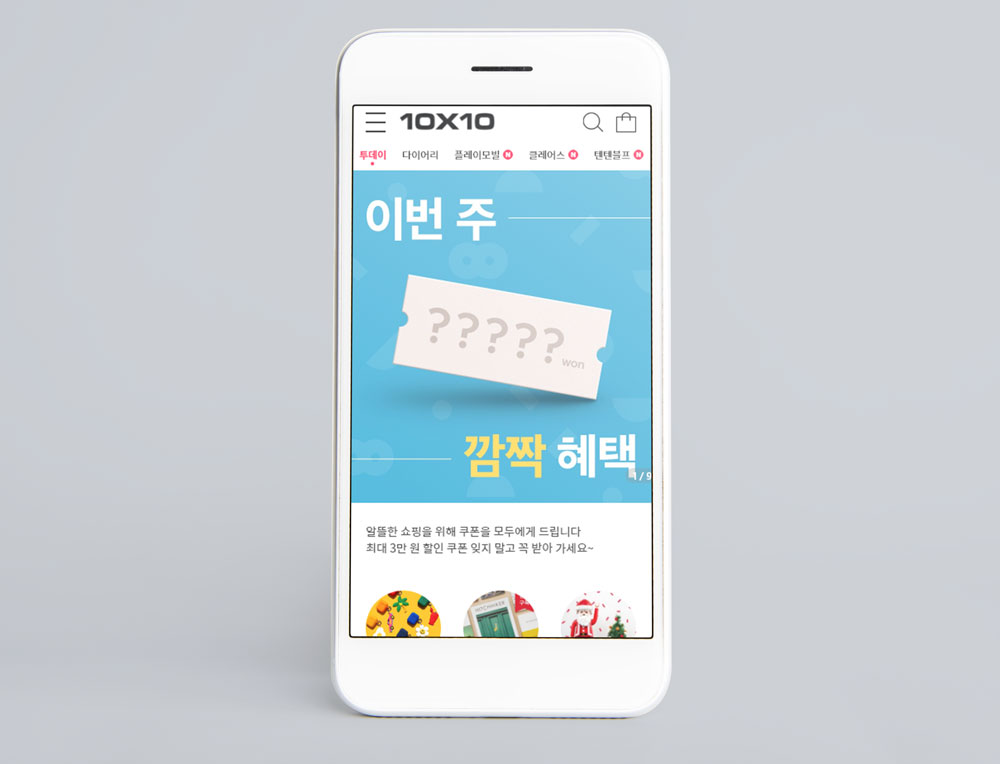 10X10
투데이 다이어리 플레이모빌 N 클레어스 N 텐텐블프 N
이번 주
?????won
깜짝 혜택
1 / 9
알뜰한 쇼핑을 위해 쿠폰을 모두에게 드립니다
최대 3만 원 할인 쿠폰 잊지 말고 꼭 받아 가세요~
HITCHHIKER